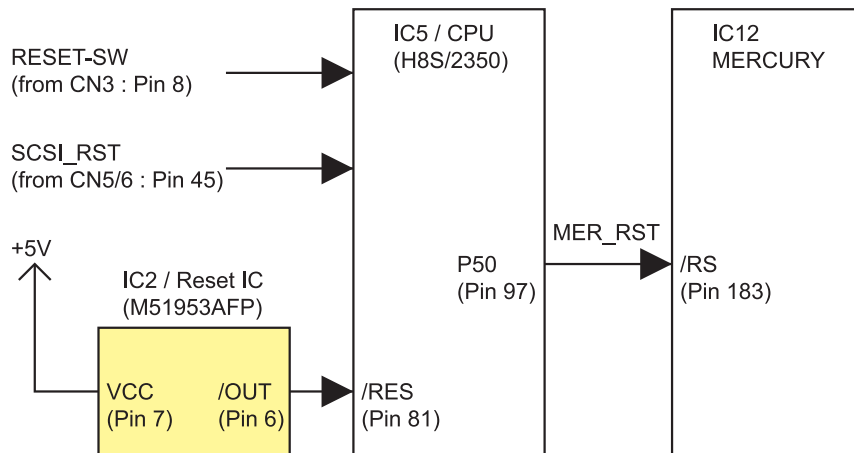 RESET-SW
(from CN3 : Pin 8)
SCSI_RST
(from CN5/6 : Pin 45)
+5V
IC2 / Reset IC
(M51953AFP)
VCC
(Pin 7)
/OUT
(Pin 6)
IC5 / CPU
(H8S/2350)
/RES
(Pin 81)
P50
(Pin 97)
MER_RST
IC12
MERCURY
/RS
(Pin 183)